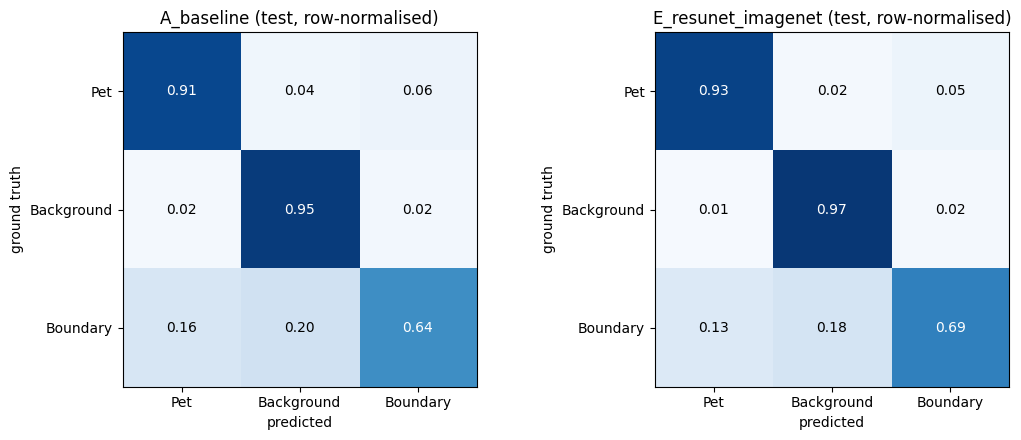 A_baseline (test, row-normalised)
Pet
Background
Boundary
ground truth
0.91 0.04 0.06
0.02 0.95 0.02
0.16 0.20 0.64
Pet Background Boundary
predicted
E_resunet_imagenet (test, row-normalised)
Pet
Background
Boundary
ground truth
0.93 0.02 0.05
0.01 0.97 0.02
0.13 0.18 0.69
Pet Background Boundary
predicted